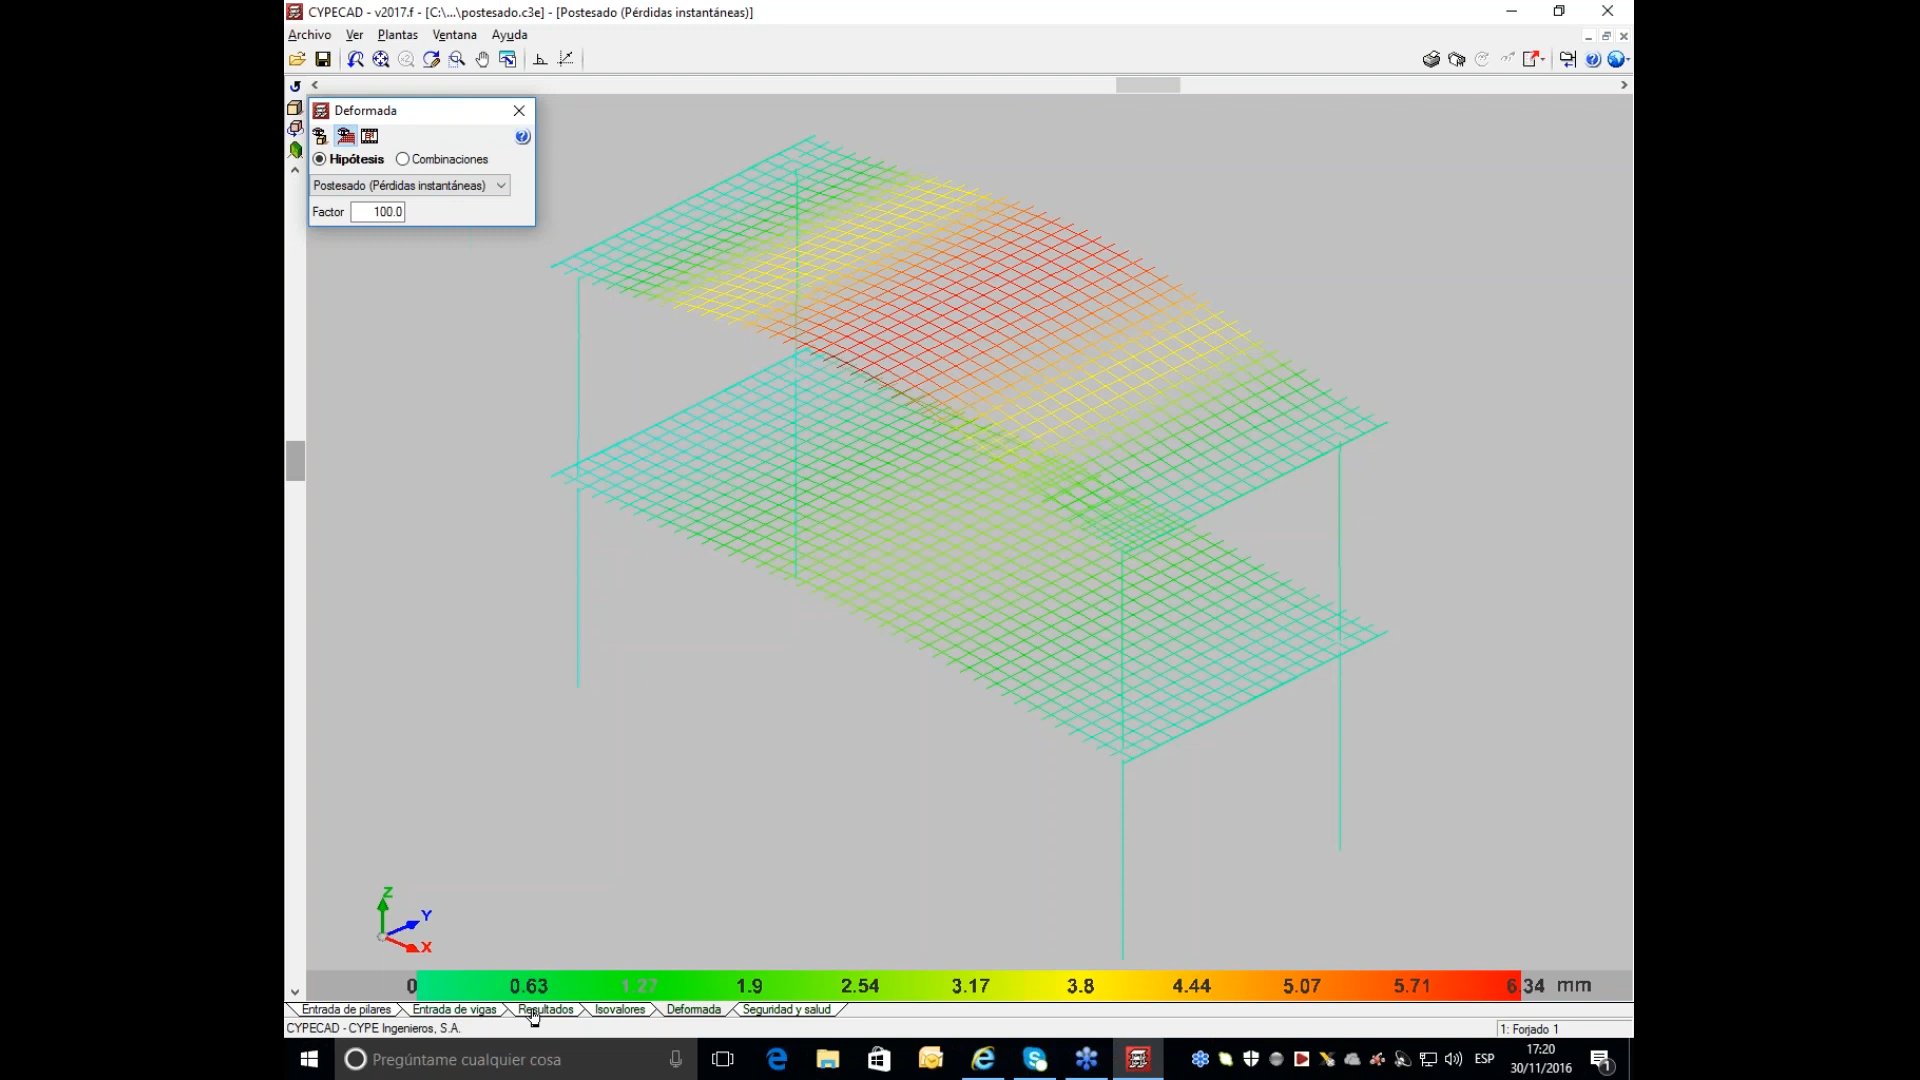 CYPECAD - v2017.f - [C:\...\postesado.c3e] - [Postesado (Pérdidas instantáneas)]
Archivo Ver Plantas Ventana Ayuda
Deformada
Hipótesis Combinaciones
Postesado (Pérdidas instantáneas)
Factor 100.0
Z
Y
X
0 0.63 1.27 1.9 2.54 3.17 3.8 4.44 5.07 5.71 6.34 mm
Entrada de pilares Entrada de vigas Resultados Isovalores Deformada Seguridad y salud
CYPECAD - CYPE Ingenieros, S.A. 1: Forjado 1
Pregúntame cualquier cosa
ESP
17:20
30/11/2016
1